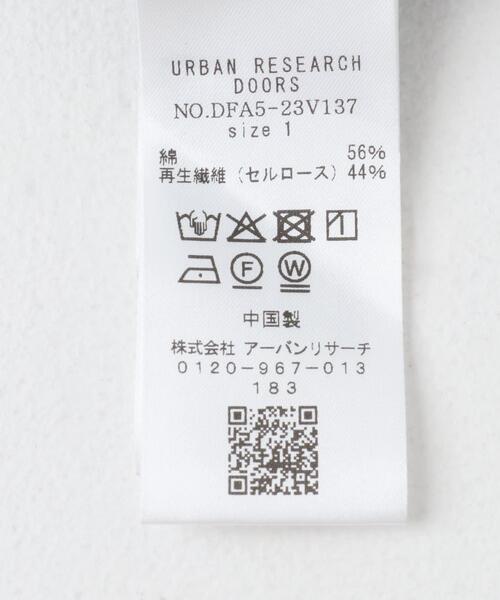 URBAN RESEARCH
DOORS
NO.DFA5-23V137
size 1
綿 56%
再生繊維（セルロース）44%
F W
中国製
株式会社 アーバンリサーチ
0120-967-013
183